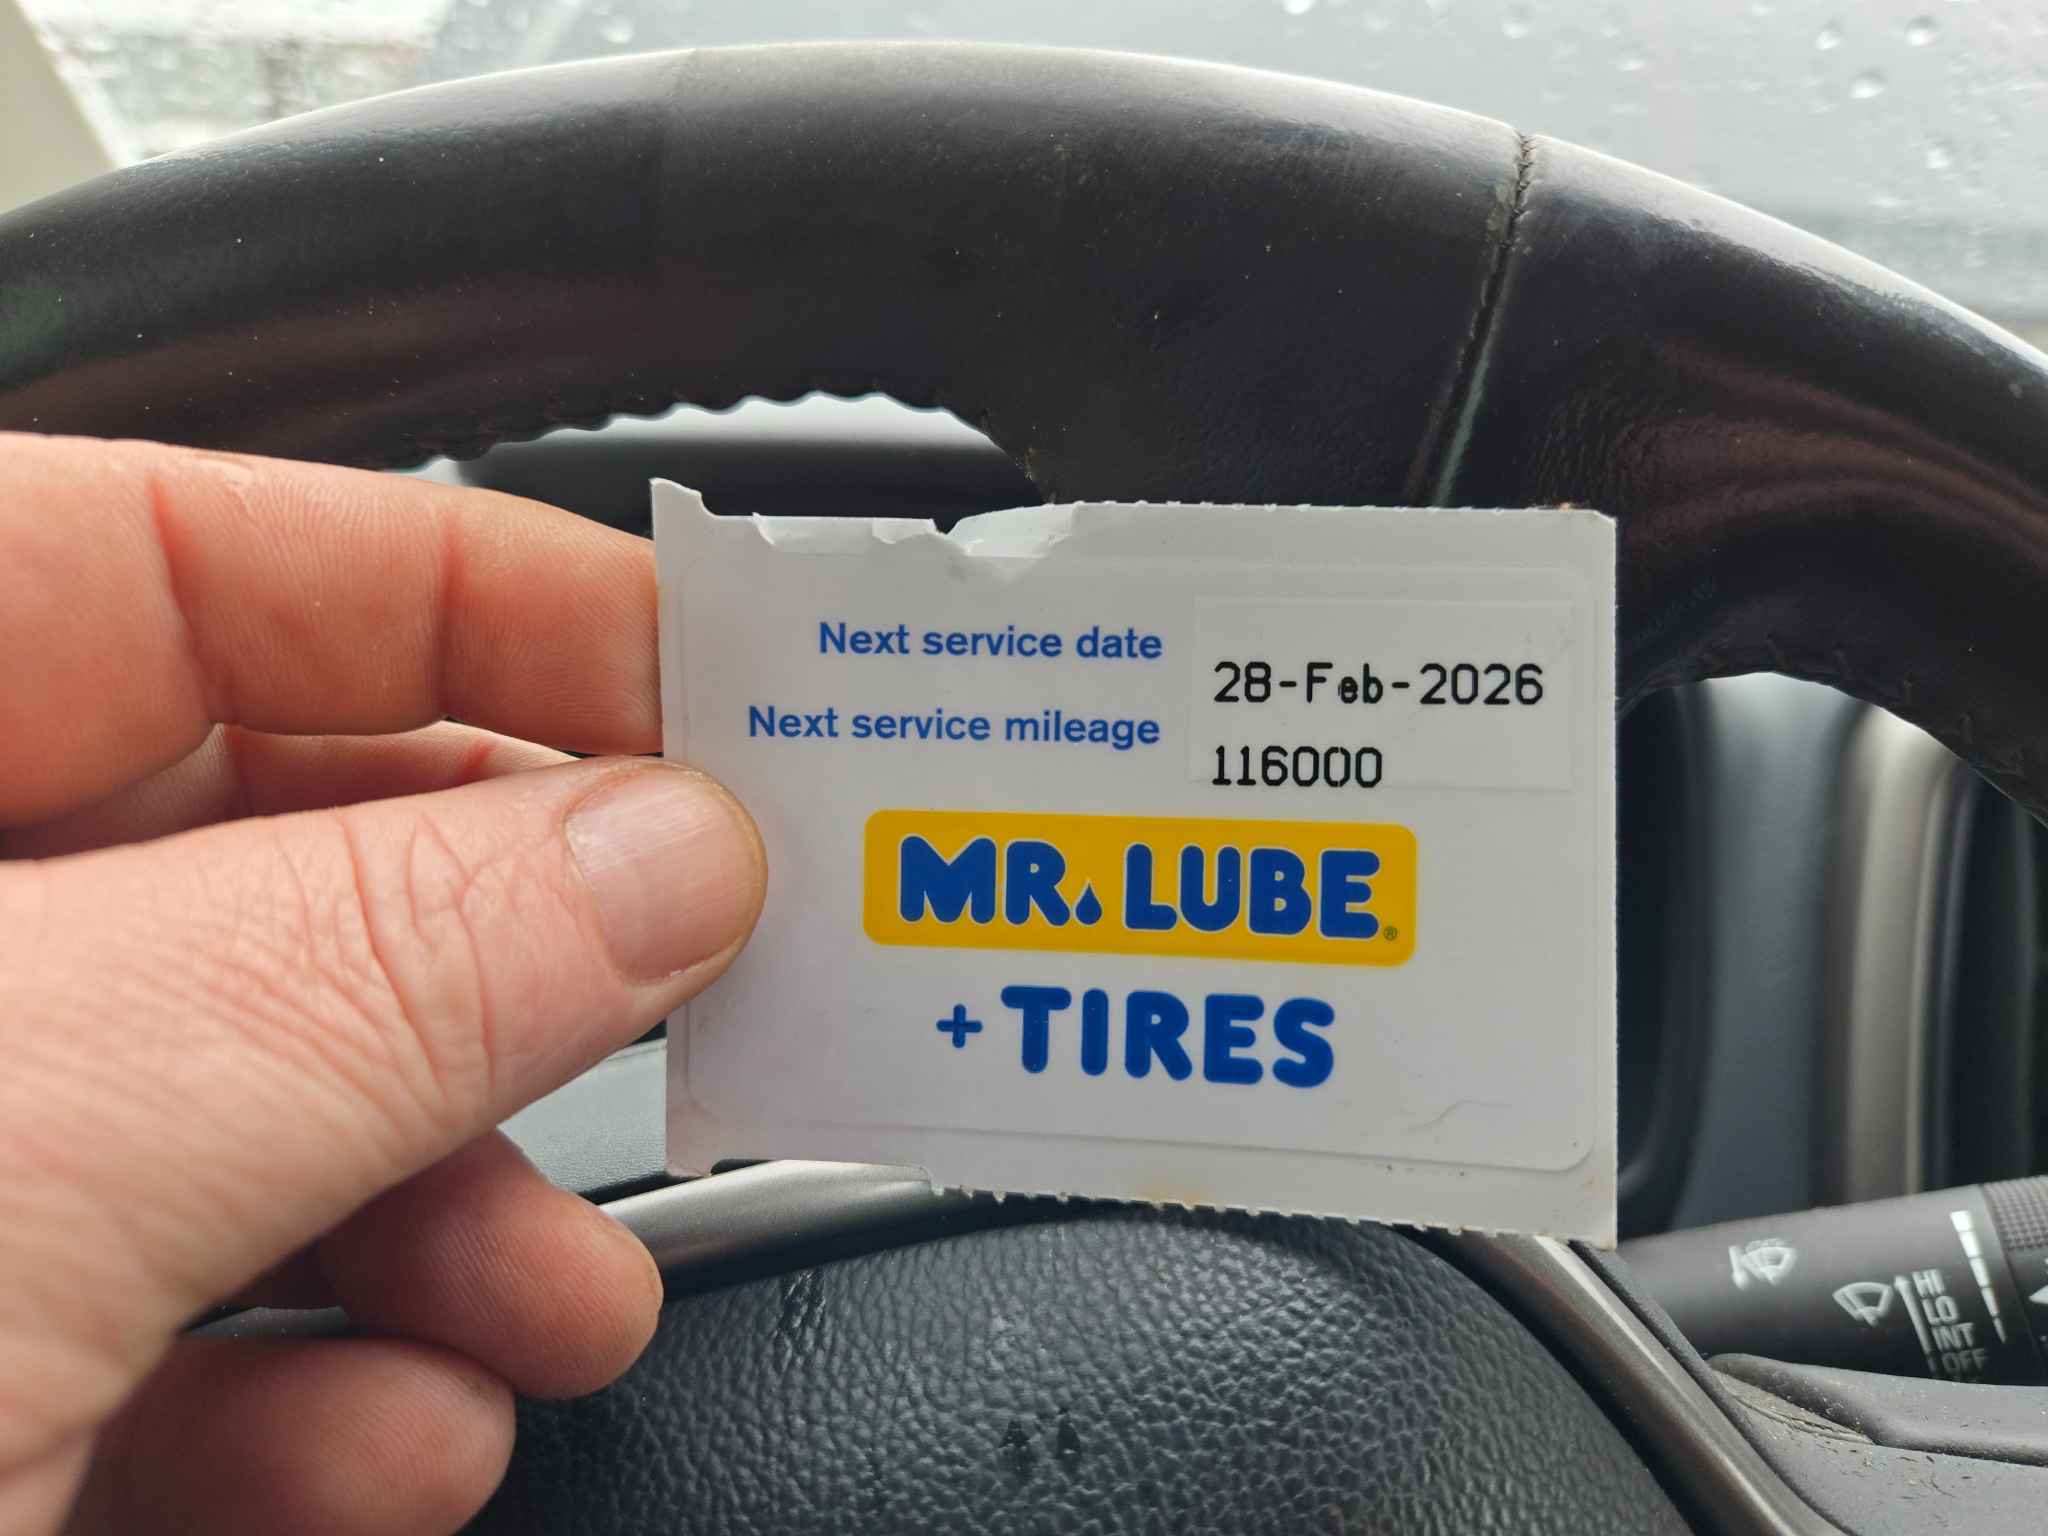 Next service date 28-Feb-2026
Next service mileage 116000
MR. LUBE®
+ TIRES
HI
LO
INT
OFF